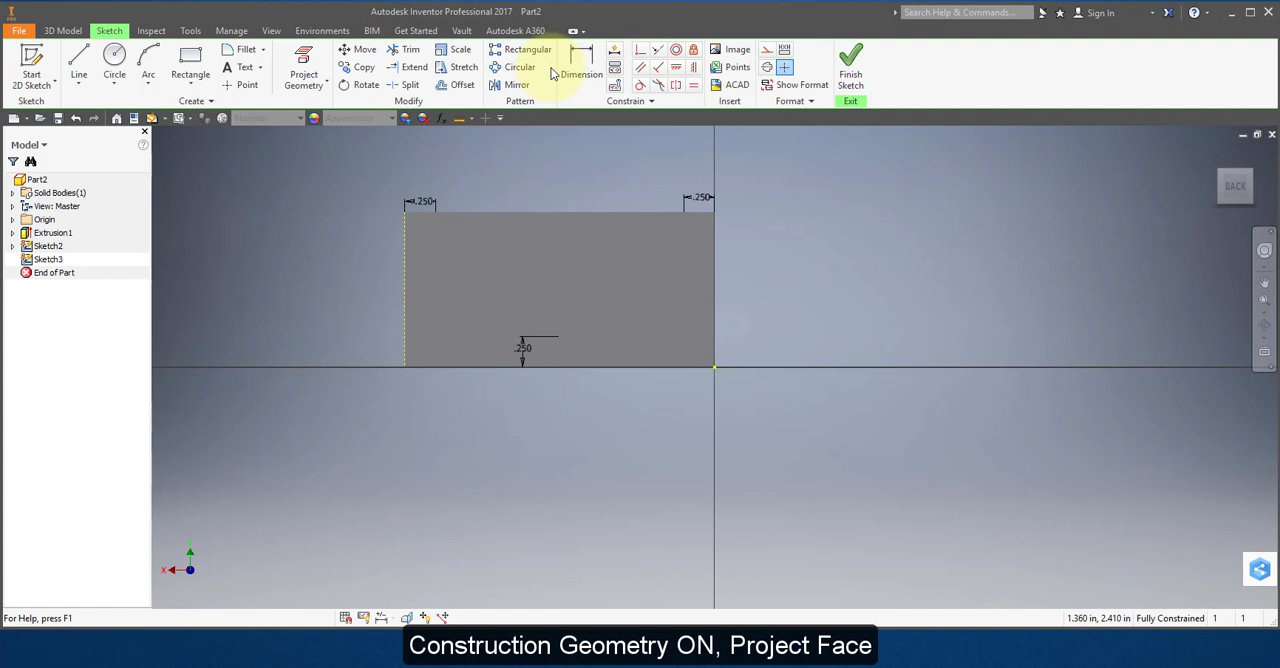 Autodesk Inventor Professional 2017 Part2
Search Help & Commands...
Sign In
File 3D Model Sketch Inspect Tools Manage View Environments BIM Get Started Vault Autodesk A360
Start
2D Sketch
Line
Circle
Arc
Rectangle
Fillet
Text
Point
Project
Geometry
Move
Copy
Rotate
Trim
Extend
Split
Scale
Stretch
Offset
Rectangular
Circular
Mirror
Dimension
Image
Points
ACAD
Show Format
Finish
Sketch
Sketch Create Modify Pattern Constrain Insert Format Exit
Material
Appearance
Model
Part2
Solid Bodies(1)
View: Master
Origin
Extrusion1
Sketch2
Sketch3
End of Part
.250
.250
.250
BACK
X
For Help, press F1
1.360 in, 2.410 in Fully Constrained 1 1
Construction Geometry ON, Project Face